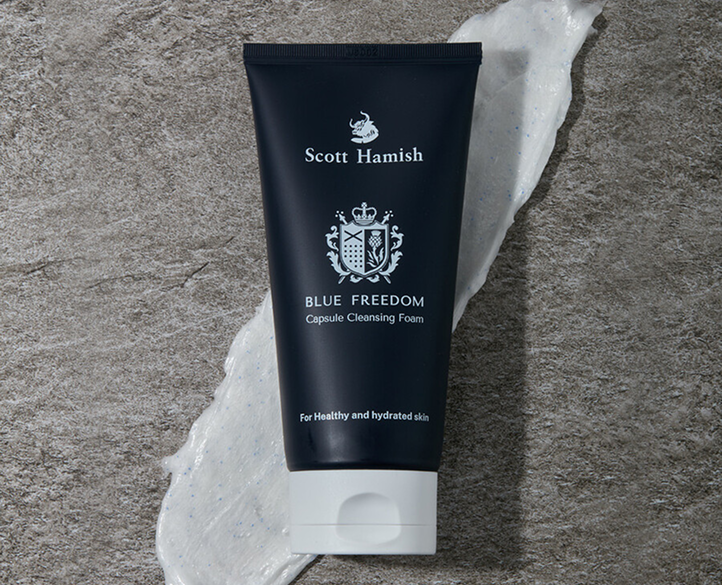 Scott Hamish
BLUE FREEDOM
Capsule Cleansing Foam
For Healthy and hydrated skin